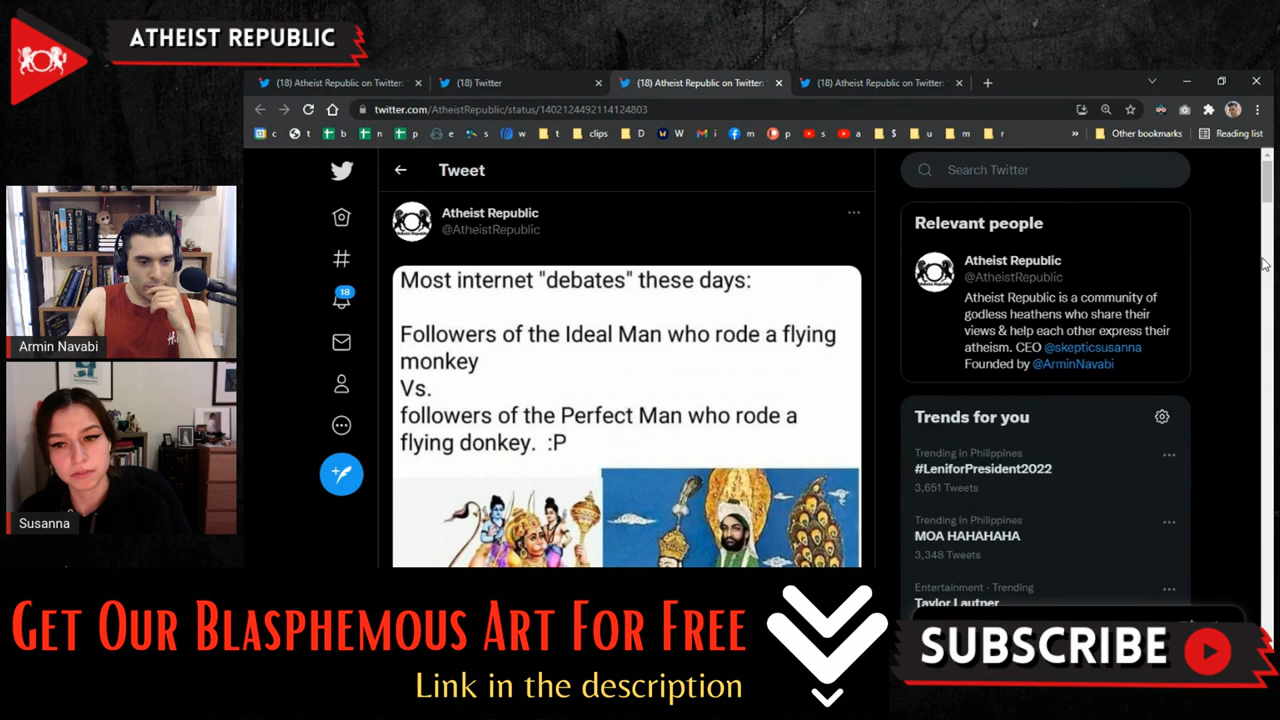 ATHEIST REPUBLIC
(18) Atheist Republic on Twitter:
(18) Twitter
(18) Atheist Republic on Twitter:
(18) Atheist Republic on Twitter:
twitter.com/AtheistRepublic/status/1402124492114124803
c t b n p e s w t clips D W i m p s a $ u m r
Other bookmarks
Reading list
Tweet
Search Twitter
Atheist Republic
@AtheistRepublic
18
Most internet "debates" these days:
Followers of the Ideal Man who rode a flying
monkey
Vs.
followers of the Perfect Man who rode a
flying donkey. :P
Relevant people
Atheist Republic
@AtheistRepublic
Atheist Republic is a community of
godless heathens who share their
views & help each other express their
atheism. CEO @skepticsusanna
Founded by @ArminNavabi
Trends for you
Trending in Philippines
#LeniforPresident2022
3,651 Tweets
Trending in Philippines
MOA HAHAHAHA
3,348 Tweets
Entertainment · Trending
Taylor Lautner
Armin Navabi
Susanna
Get Our Blasphemous Art For Free
Link in the description
SUBSCRIBE